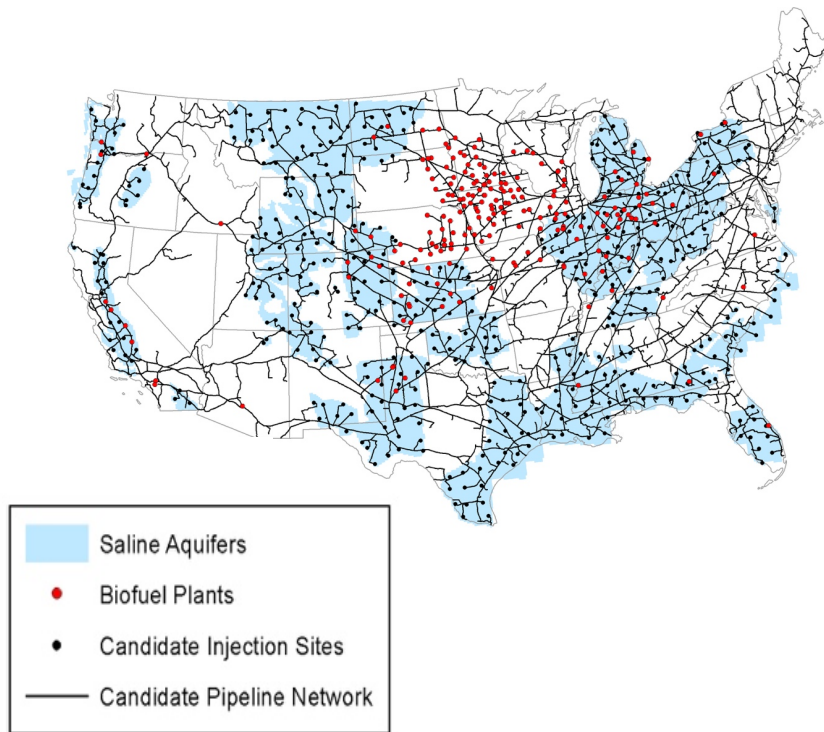 Saline Aquifers
Biofuel Plants
Candidate Injection Sites
Candidate Pipeline Network